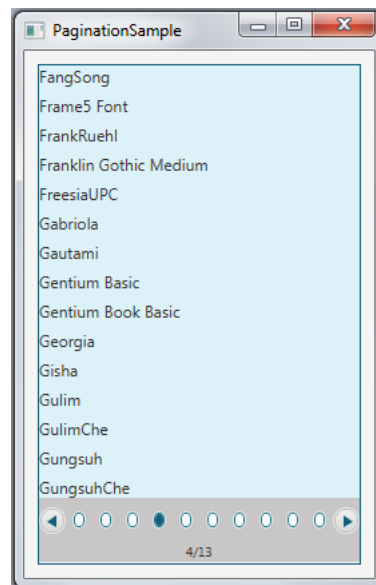 PaginationSample
FangSong
Frame5 Font
FrankRuehl
Franklin Gothic Medium
FreesiaUPC
Gabriola
Gautami
Gentium Basic
Gentium Book Basic
Georgia
Gisha
Gulim
GulimChe
Gungsuh
GungsuhChe
4/13